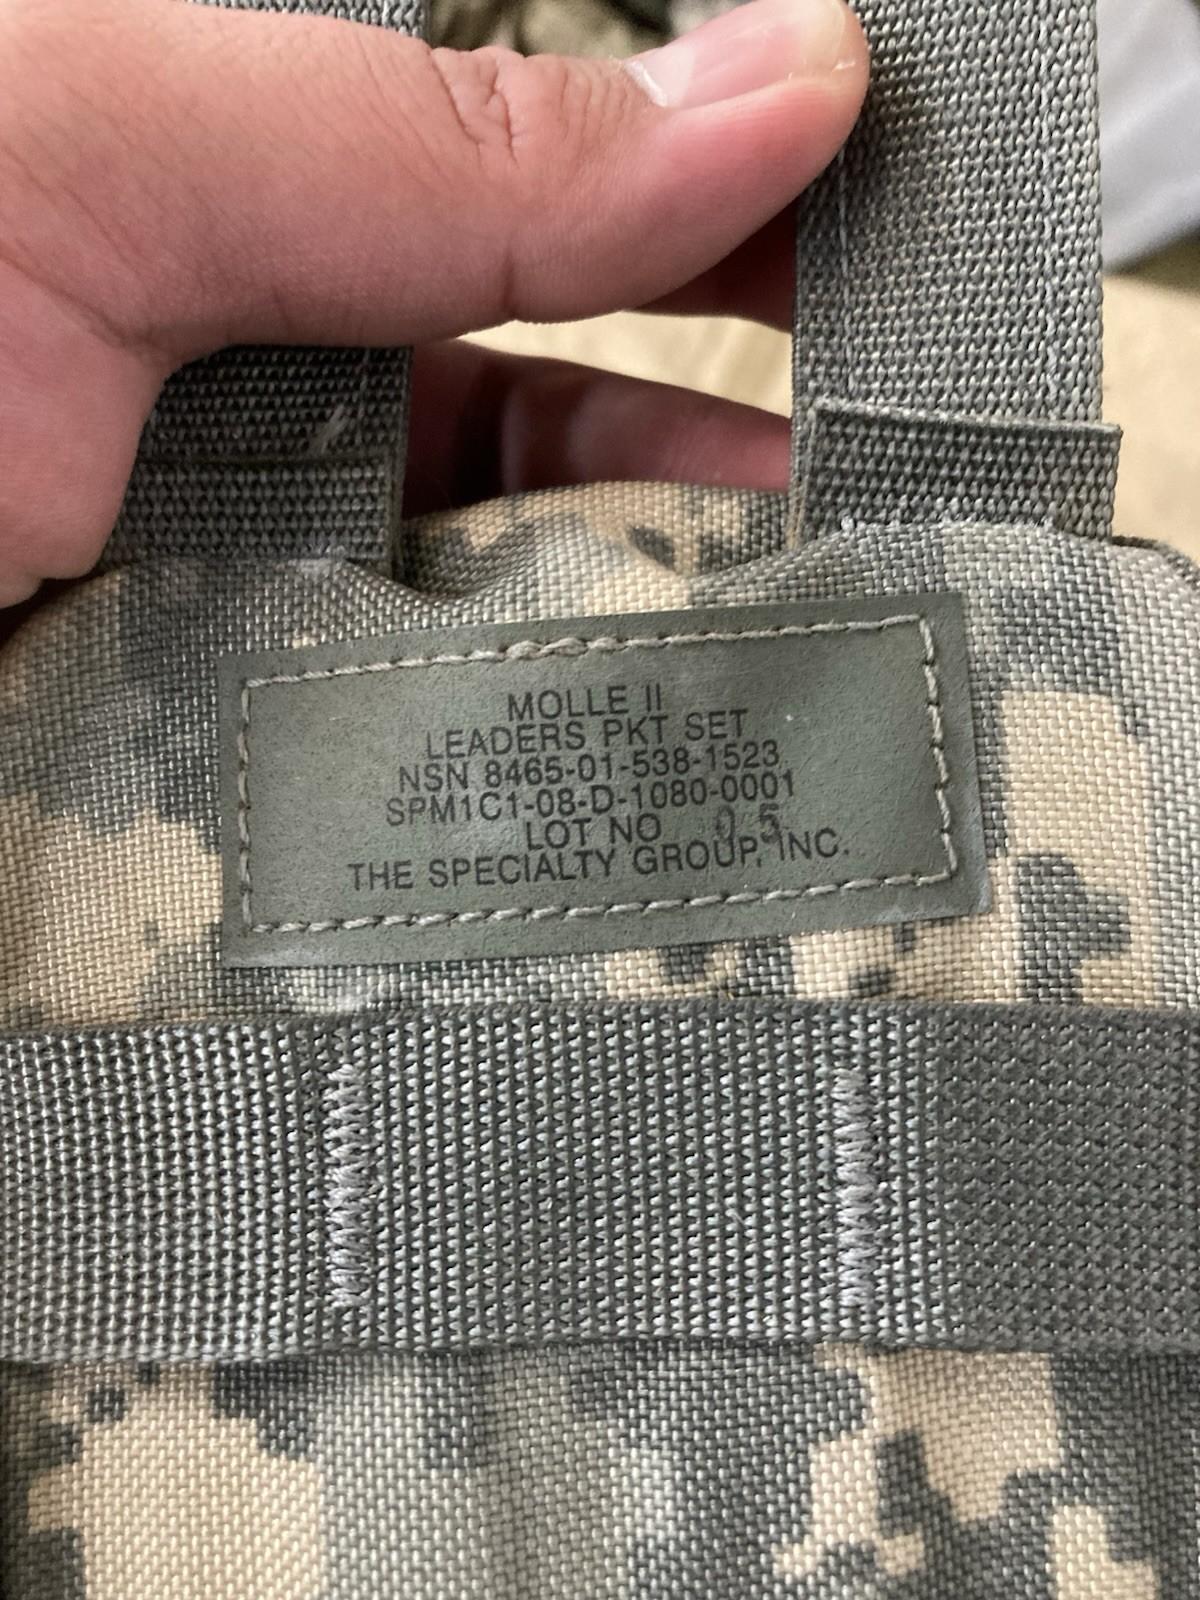 MOLLE II
LEADERS PKT SET
NSN 8465-01-538-1523
SPM1C1-08-D-1080-0001
LOT NO 05
THE SPECIALTY GROUP, INC.